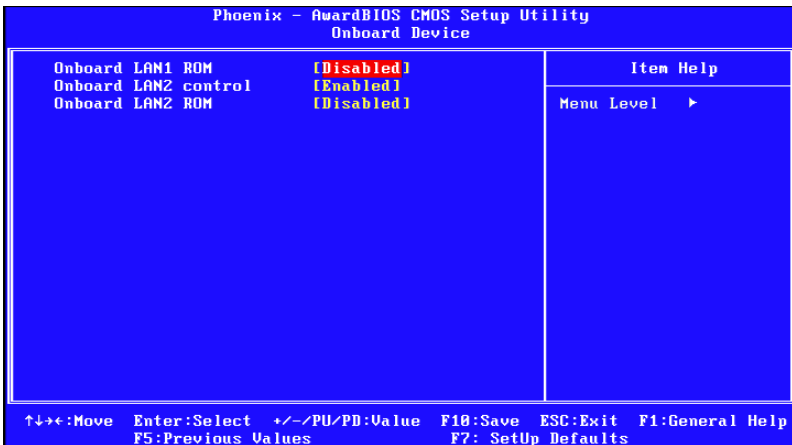 Phoenix - AwardBIOS CMOS Setup Utility
Onboard Device
Onboard LAN1 ROM [Disabled]
Onboard LAN2 control [Enabled]
Onboard LAN2 ROM [Disabled]
Item Help
Menu Level ►
↑↓→←:Move Enter:Select +/-/PU/PD:Value F10:Save ESC:Exit F1:General Help
F5:Previous Values F7: SetUp Defaults